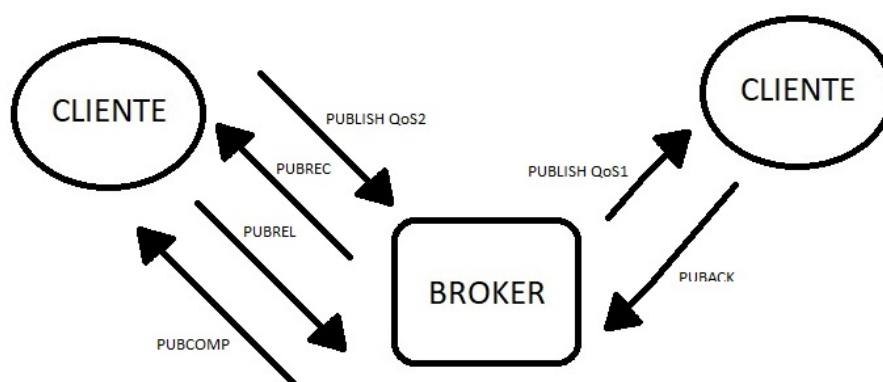 CLIENTE
CLIENTE
PUBLISH QoS2
PUBREC
PUBLISH QoS1
PUBREL
PUBACK
BROKER
PUBCOMP